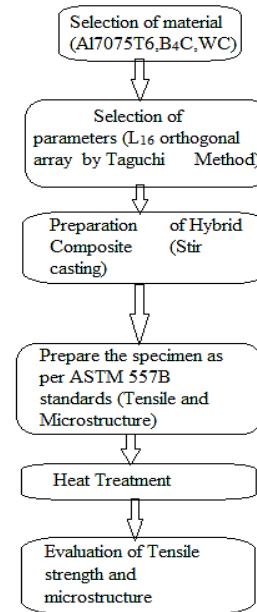 Selection of material
(Al7075T6,B₄C,WC)
Selection of
parameters (L₁₆ orthogonal
array by Taguchi Method)
Preparation of Hybrid
Composite (Stir
casting)
Prepare the specimen as
per ASTM 557B
standards (Tensile and
Microstructure)
Heat Treatment
Evaluation of Tensile
strength and
microstructure